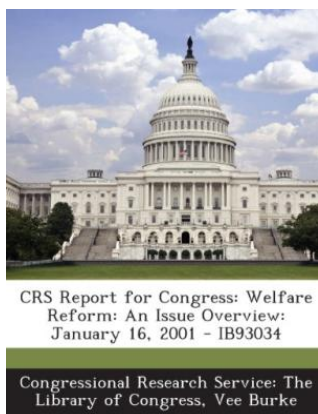 CRS Report for Congress: Welfare
Reform: An Issue Overview:
January 16, 2001 - IB93034
Congressional Research Service: The
Library of Congress, Vee Burke